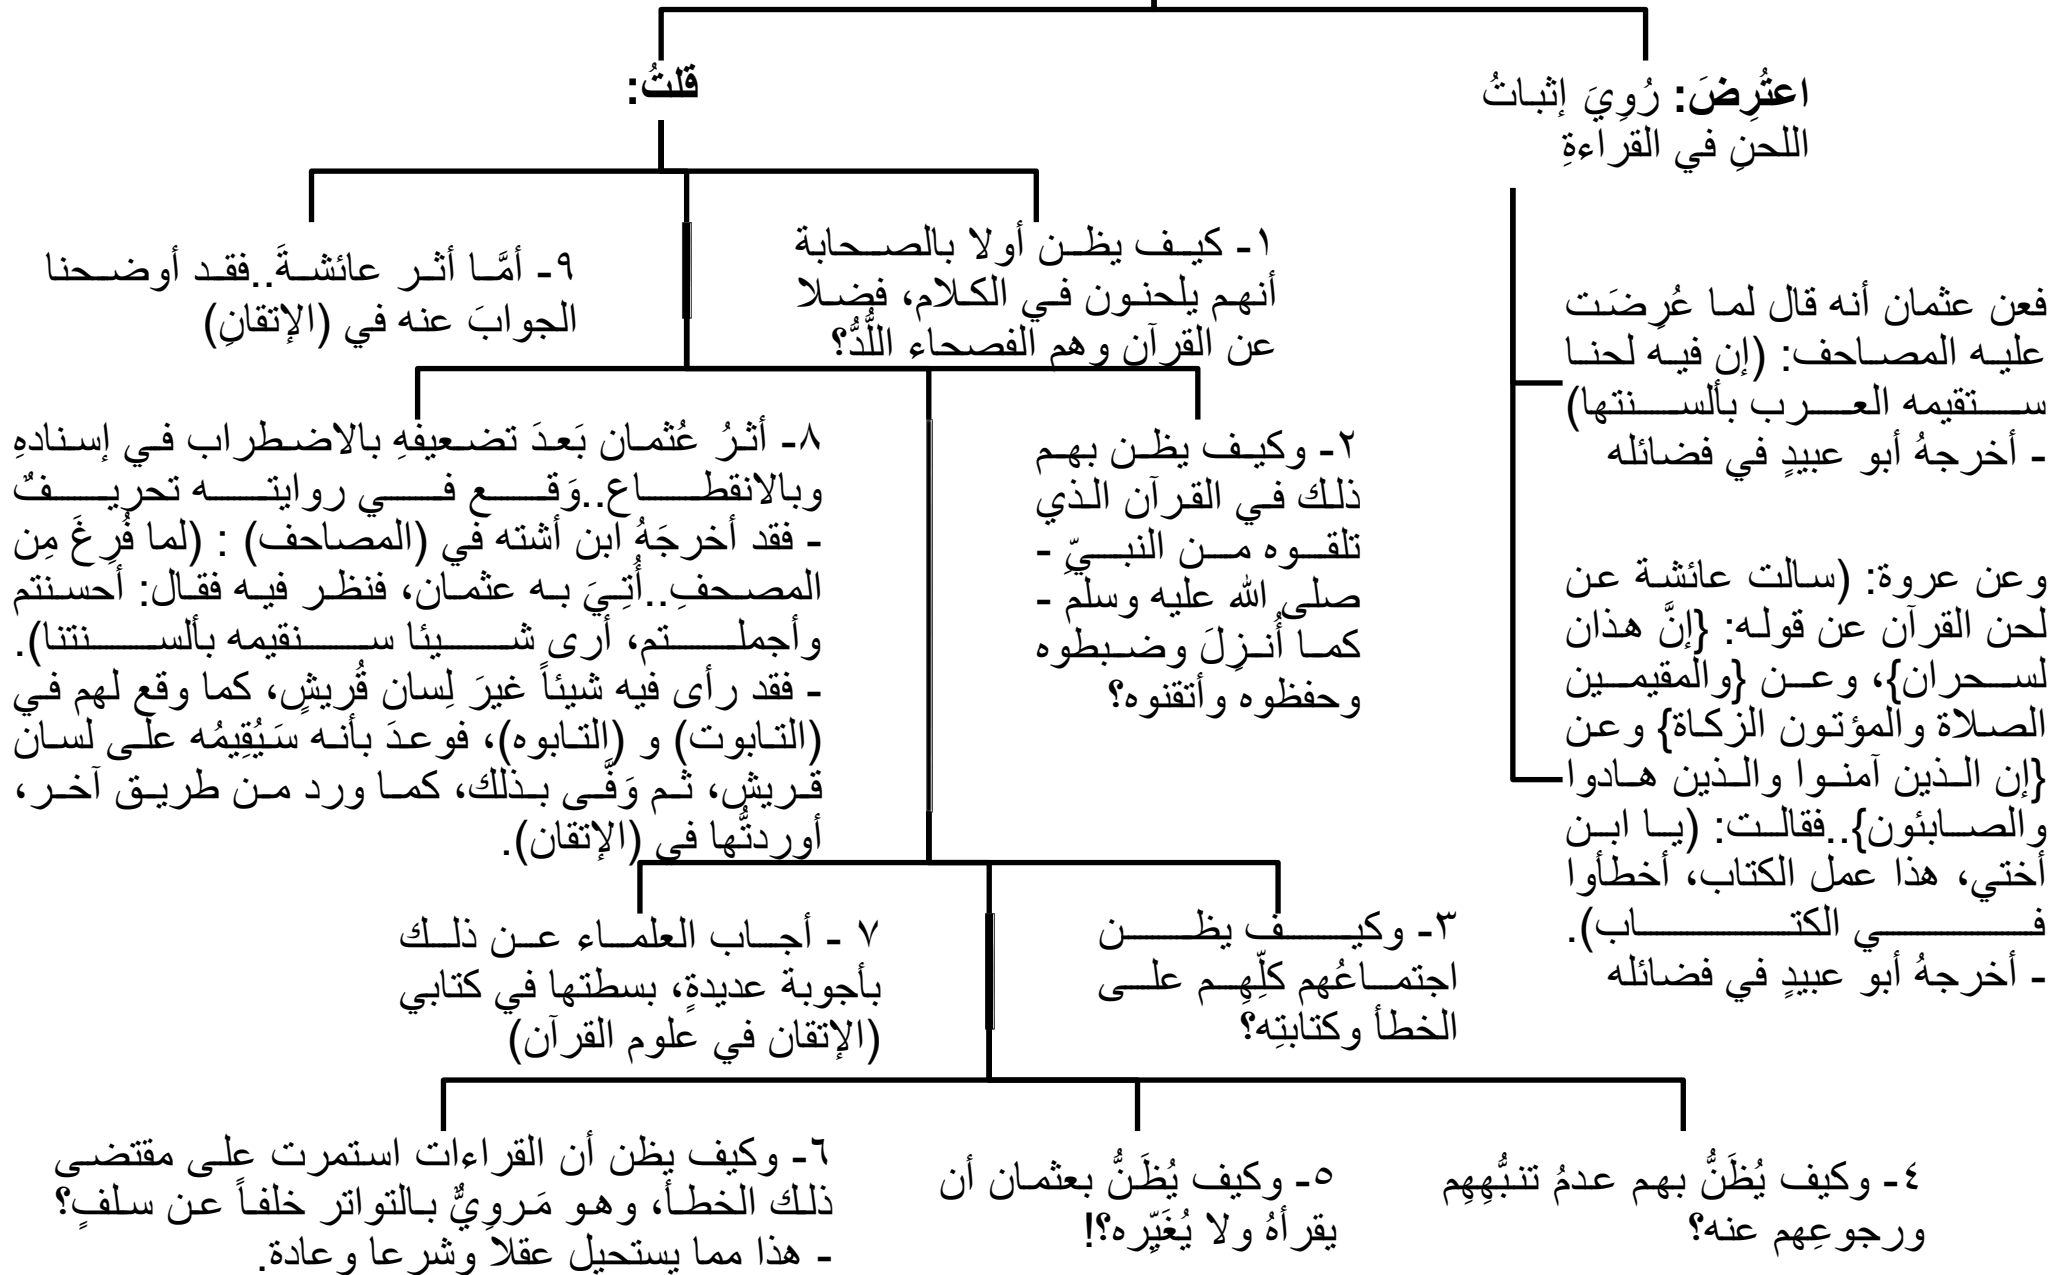 اعتُرِضَ: رُوِيَ إثباتُ
اللحنِ في القراءةِ
فعن عثمان أنه قال لما عُرِضَت
عليه المصاحف: (إن فيه لحنا
ستقيمه العرب بألسنتها)
- أخرجهُ أبو عبيدٍ في فضائله
وعن عروة: (سالت عائشة عن
لحن القرآن عن قوله: {إنَّ هذان
لسحران}، وعن {والمقيمين
الصلاة والمؤتون الزكاة} وعن
{إن الذين آمنوا والذين هادوا
والصابئون}..فقالت: (يا ابن
أختي، هذا عمل الكتاب، أخطأوا
في الكتاب).
- أخرجهُ أبو عبيدٍ في فضائله
قلتُ:
١- كيف يظن أولا بالصحابة
أنهم يلحنون في الكلام، فضلا
عن القرآن وهم الفصحاء اللُّدُّ؟
٢- وكيف يظن بهم
ذلك في القرآن الذي
تلقوه من النبيّ -
صلى الله عليه وسلم -
كما أُنزِلَ وضبطوه
وحفظوه وأتقنوه؟
٣- وكيف يظن
اجتماعُهم كلِّهِم على
الخطأ وكتابتِه؟
٤- وكيف يُظَنُّ بهم عدمُ تنبُّهِهِم
ورجوعِهم عنه؟
٥- وكيف يُظَنُّ بعثمان أن
يقرأهُ ولا يُغَيِّره؟!
٦- وكيف يظن أن القراءات استمرت على مقتضى
ذلك الخطأ، وهو مَرويٌّ بالتواتر خلفاً عن سلفٍ؟
- هذا مما يستحيل عقلا وشرعا وعادة.
٧ - أجاب العلماء عن ذلك
بأجوبة عديدةٍ، بسطتها في كتابي
(الإتقان في علوم القرآن)
٨- أثرُ عُثمان بَعدَ تضعيفهِ بالاضطراب في إسنادهِ
وبالانقطاع..وَقع في روايته تحريفٌ
- فقد أخرجَهُ ابن أشته في (المصاحف) : (لما فُرِغَ مِن
المصحفِ..أُتِيَ به عثمان، فنظر فيه فقال: أحسنتم
وأجملتم، أرى شيئا سنقيمه بألسنتنا).
- فقد رأى فيه شيئاً غيرَ لِسان قُريشٍ، كما وقع لهم في
(التابوت) و (التابوه)، فوعدَ بأنه سَيُقِيمُه على لسان
قريش، ثم وَفَّى بذلك، كما ورد من طريق آخر،
أوردتُّها في (الإتقان).
٩- أمَّا أثر عائشةَ..فقد أوضحنا
الجوابَ عنه في (الإتقانِ)